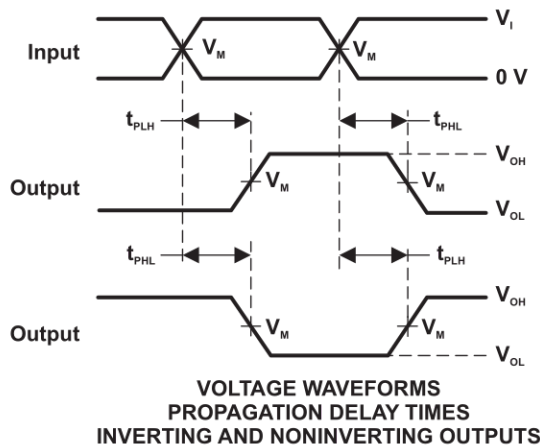 V_I
Input
V_M
V_M
0 V
t_PLH
t_PHL
V_OH
Output
V_M
V_M
V_OL
t_PHL
t_PLH
V_OH
Output
V_M
V_M
V_OL
VOLTAGE WAVEFORMS
PROPAGATION DELAY TIMES
INVERTING AND NONINVERTING OUTPUTS